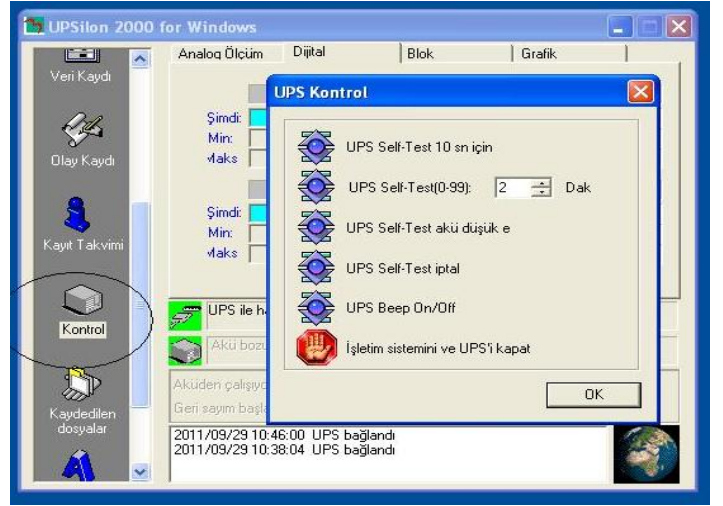 UPSilon 2000 for Windows
Veri Kaydı
Olay Kaydı
Kayıt Takvimi
Kontrol
Kaydedilen
dosyalar
Analog Ölçüm
Dijital
Blok
Grafik
Şimdi:
Min:
Maks
Şimdi:
Min:
Maks
UPS ile
Akü
Aküden
Geri sayım
2011/09/29 10:46:00 UPS bağlandı
2011/09/29 10:38:04 UPS bağlandı
UPS Kontrol
UPS Self-Test 10 sn için
UPS Self-Test(0-99): 2 Dak
UPS Self-Test akü düşük e
UPS Self-Test iptal
UPS Beep On/Off
İşletim sistemini ve UPS'i kapat
OK